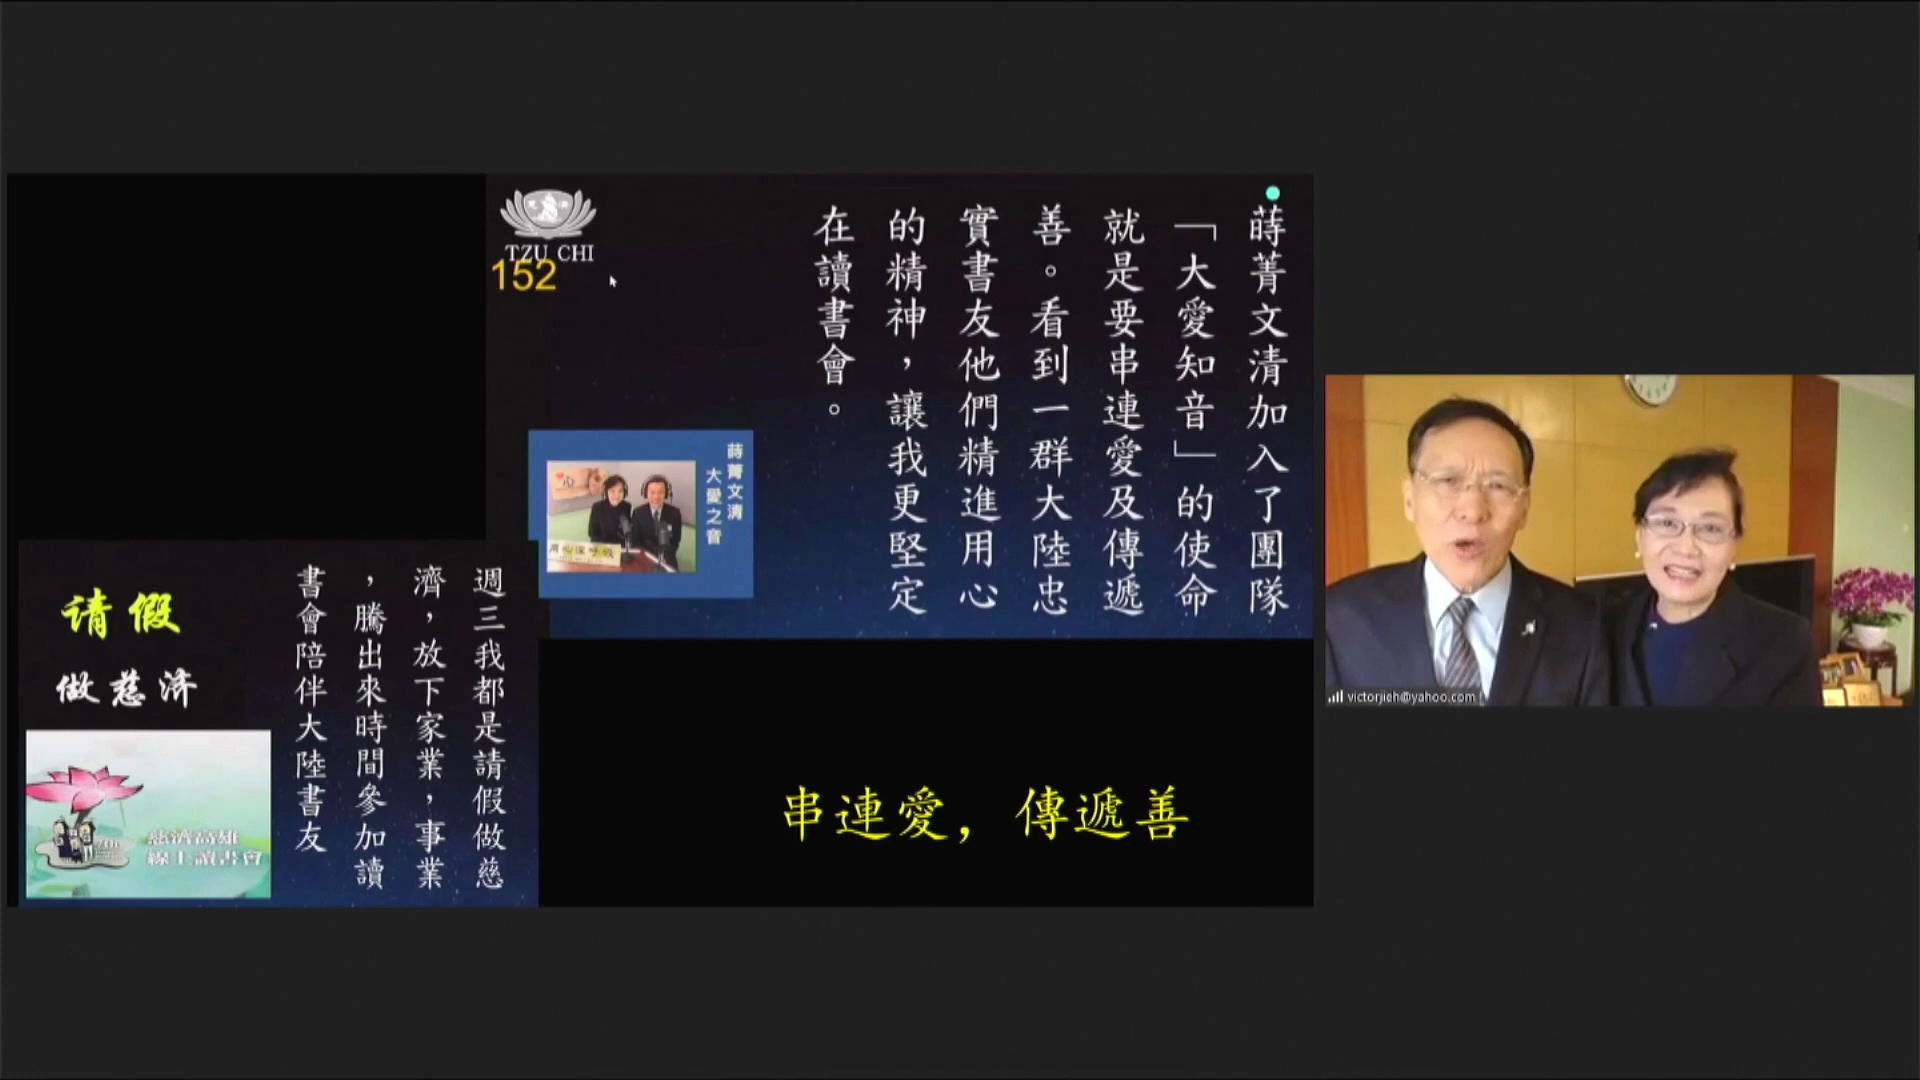 TZU CHI
152
蒔菁文清加入了團隊
「大愛知音」的使命
就是要串連愛及傳遞
善。看到一群大陸忠
實書友他們精進用心
的精神，讓我更堅定
在讀書會。
蒔菁文清
大愛之音
用心深呼吸
请假
做慈济
週三我都是請假做慈
濟，放下家業，事業
，騰出來時間參加讀
書會陪伴大陸書友
慈濟高雄
線上讀書會
串連愛，傳遞善
victorjieh@yahoo.com